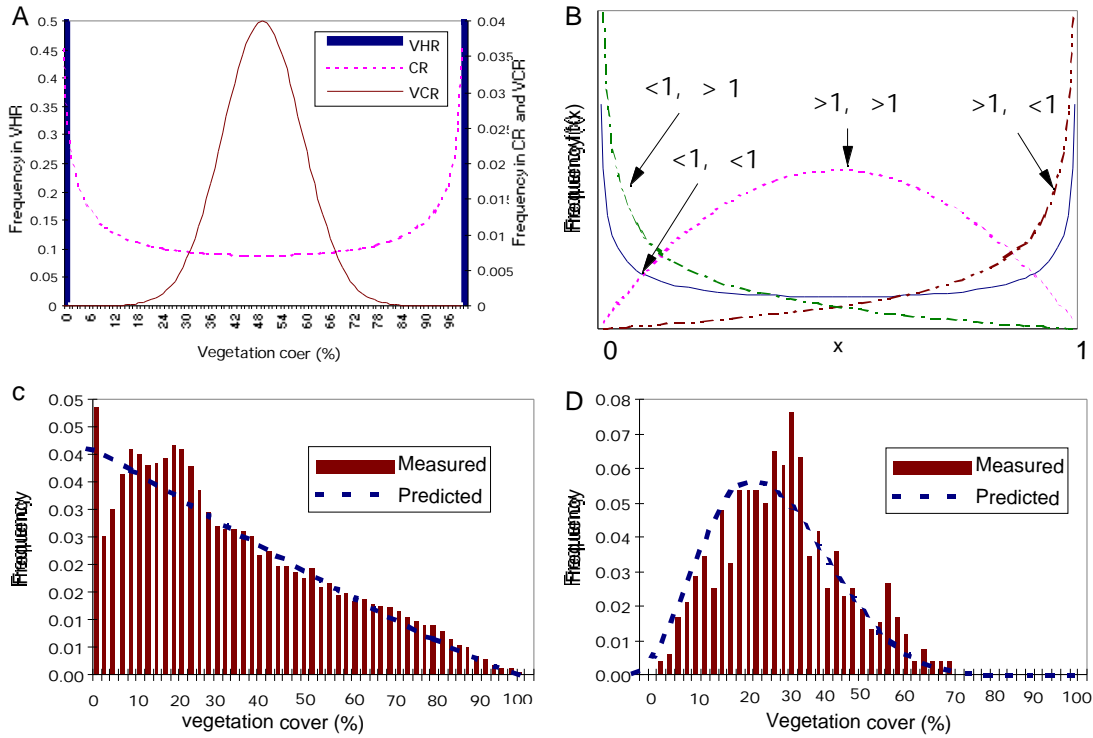 A
Frequency in VHR
0.5
0.45
0.4
0.35
0.3
0.25
0.2
0.15
0.1
0.05
0
0.04
0.035
0.03
0.025
0.02
0.015
0.01
0.005
0
Frequency in CR and VCR
VHR
CR
VCR
0 6 12 18 24 30 36 42 48 54 60 66 72 78 84 90 96
Vegetation coer (%)
B
<1, > 1
>1, >1
>1, <1
<1, <1
0 x 1
c
Frequency
0.05
0.04
0.04
0.03
0.03
0.02
0.02
0.01
0.01
0.00
Measured
Predicted
0 10 20 30 40 50 60 70 80 90 100
vegetation cover (%)
D
Frequency
0.08
0.07
0.06
0.05
0.04
0.03
0.02
0.01
0.00
Measured
Predicted
0 10 20 30 40 50 60 70 80 90 100
Vegetation cover (%)